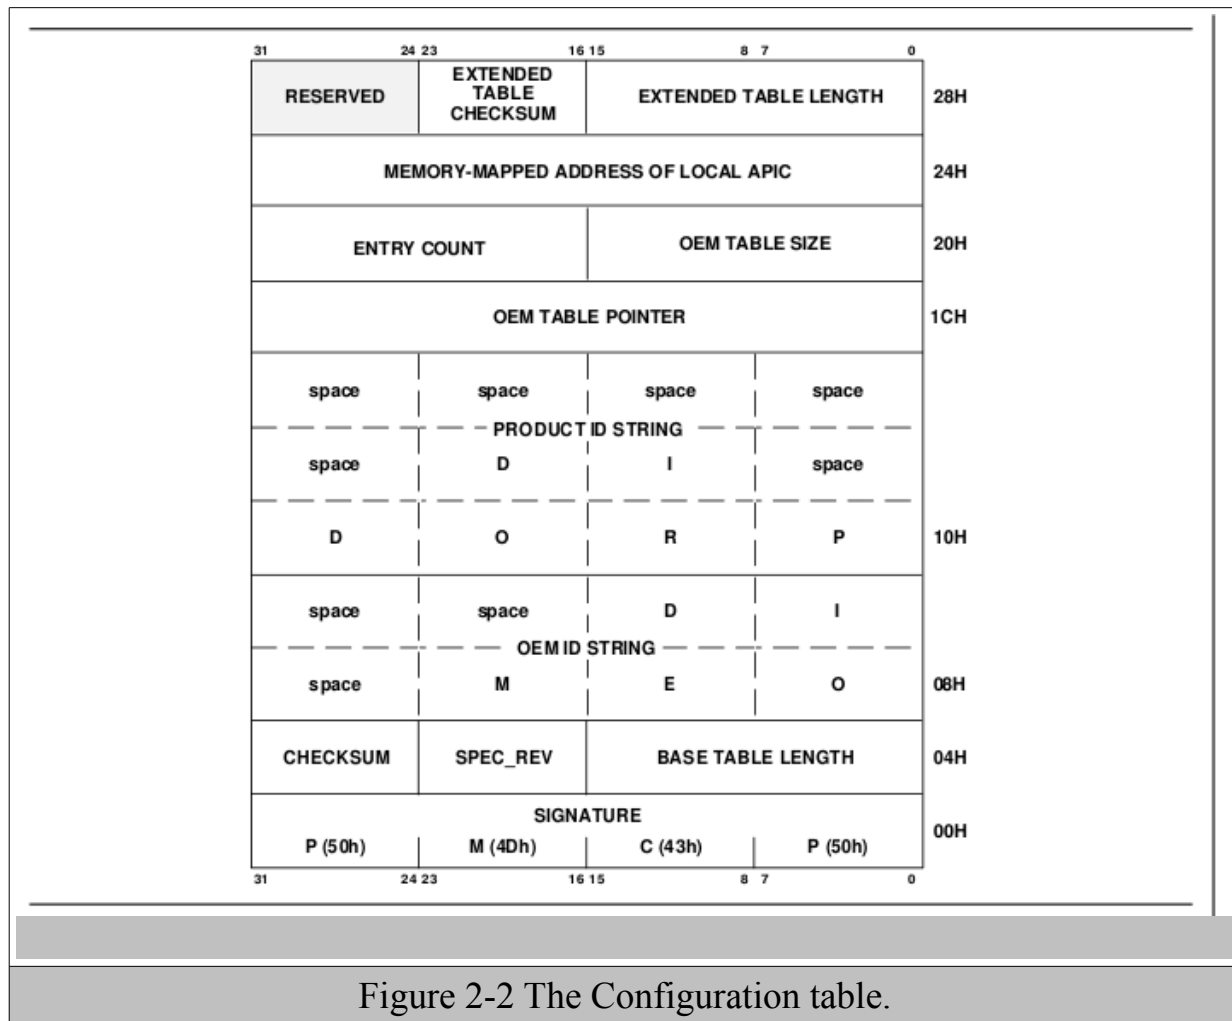 31 24 23 16 15 8 7 0
RESERVED
EXTENDED
TABLE
CHECKSUM
EXTENDED TABLE LENGTH
28H
MEMORY-MAPPED ADDRESS OF LOCAL APIC
24H
ENTRY COUNT
OEM TABLE SIZE
20H
OEM TABLE POINTER
1CH
space space space space
PRODUCT ID STRING
space D I space
D O R P 10H
space space D I
OEM ID STRING
space M E O 08H
CHECKSUM SPEC_REV BASE TABLE LENGTH 04H
SIGNATURE
00H
P (50h) M (4Dh) C (43h) P (50h)
31 24 23 16 15 8 7 0
Figure 2-2 The Configuration table.